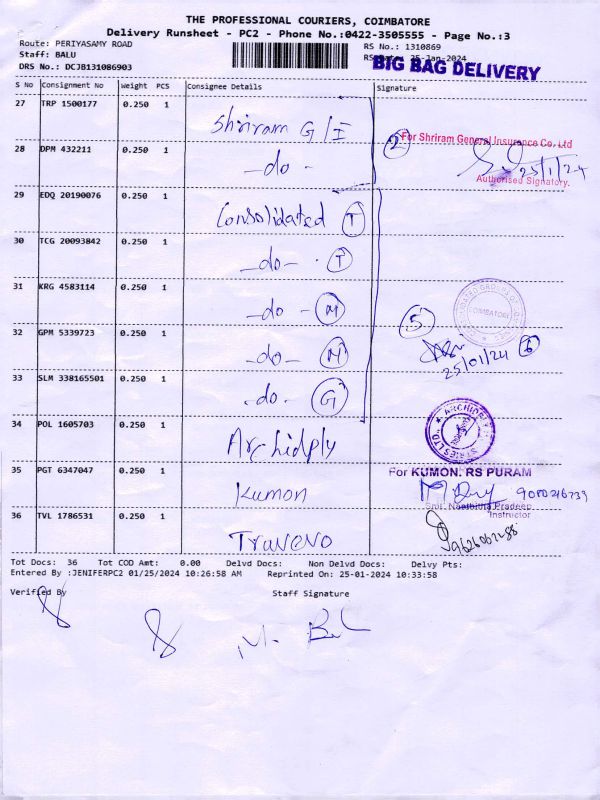 THE PROFESSIONAL COURIERS, COIMBATORE
Delivery Runsheet - PC2 - Phone No.:0422-3505555 - Page No.:3
Route: PERIYASAMY ROAD
RS No.: 1310869
Staff: BALU
25-Jan-2024
DRS No.: DCJB131086903
BIG BAG DELIVERY
S No Consignment No Weight PCS Consignee Details Signature
27 TRP 1500177 0.250 1 Shriram G/I
For Shriram General Insurance Co. Ltd
28 DPM 432211 0.250 1 -do-
25/1/24
Authorised Signatory.
29 EDQ 20190076 0.250 1 Consolidated T
30 TCG 20093842 0.250 1 -do- T
31 KRG 4583114 0.250 1 -do- M
COIMBATORE
5
32 GPM 5339723 0.250 1 -do- M
25/01/24
33 SLM 338165501 0.250 1 -do- G
34 POL 1605703 0.250 1 Archidply
35 PGT 6347047 0.250 1 Kumon
For KUMON. RS PURAM
Pradeep
Instructor
36 TVL 1786531 0.250 1
Tot Docs: 36 Tot COD Amt: 0.00 Delvd Docs: Non Delvd Docs: Delvy Pts:
Entered By :JENIFERPC2 01/25/2024 10:26:58 AM Reprinted On: 25-01-2024 10:33:58
Verified By Staff Signature